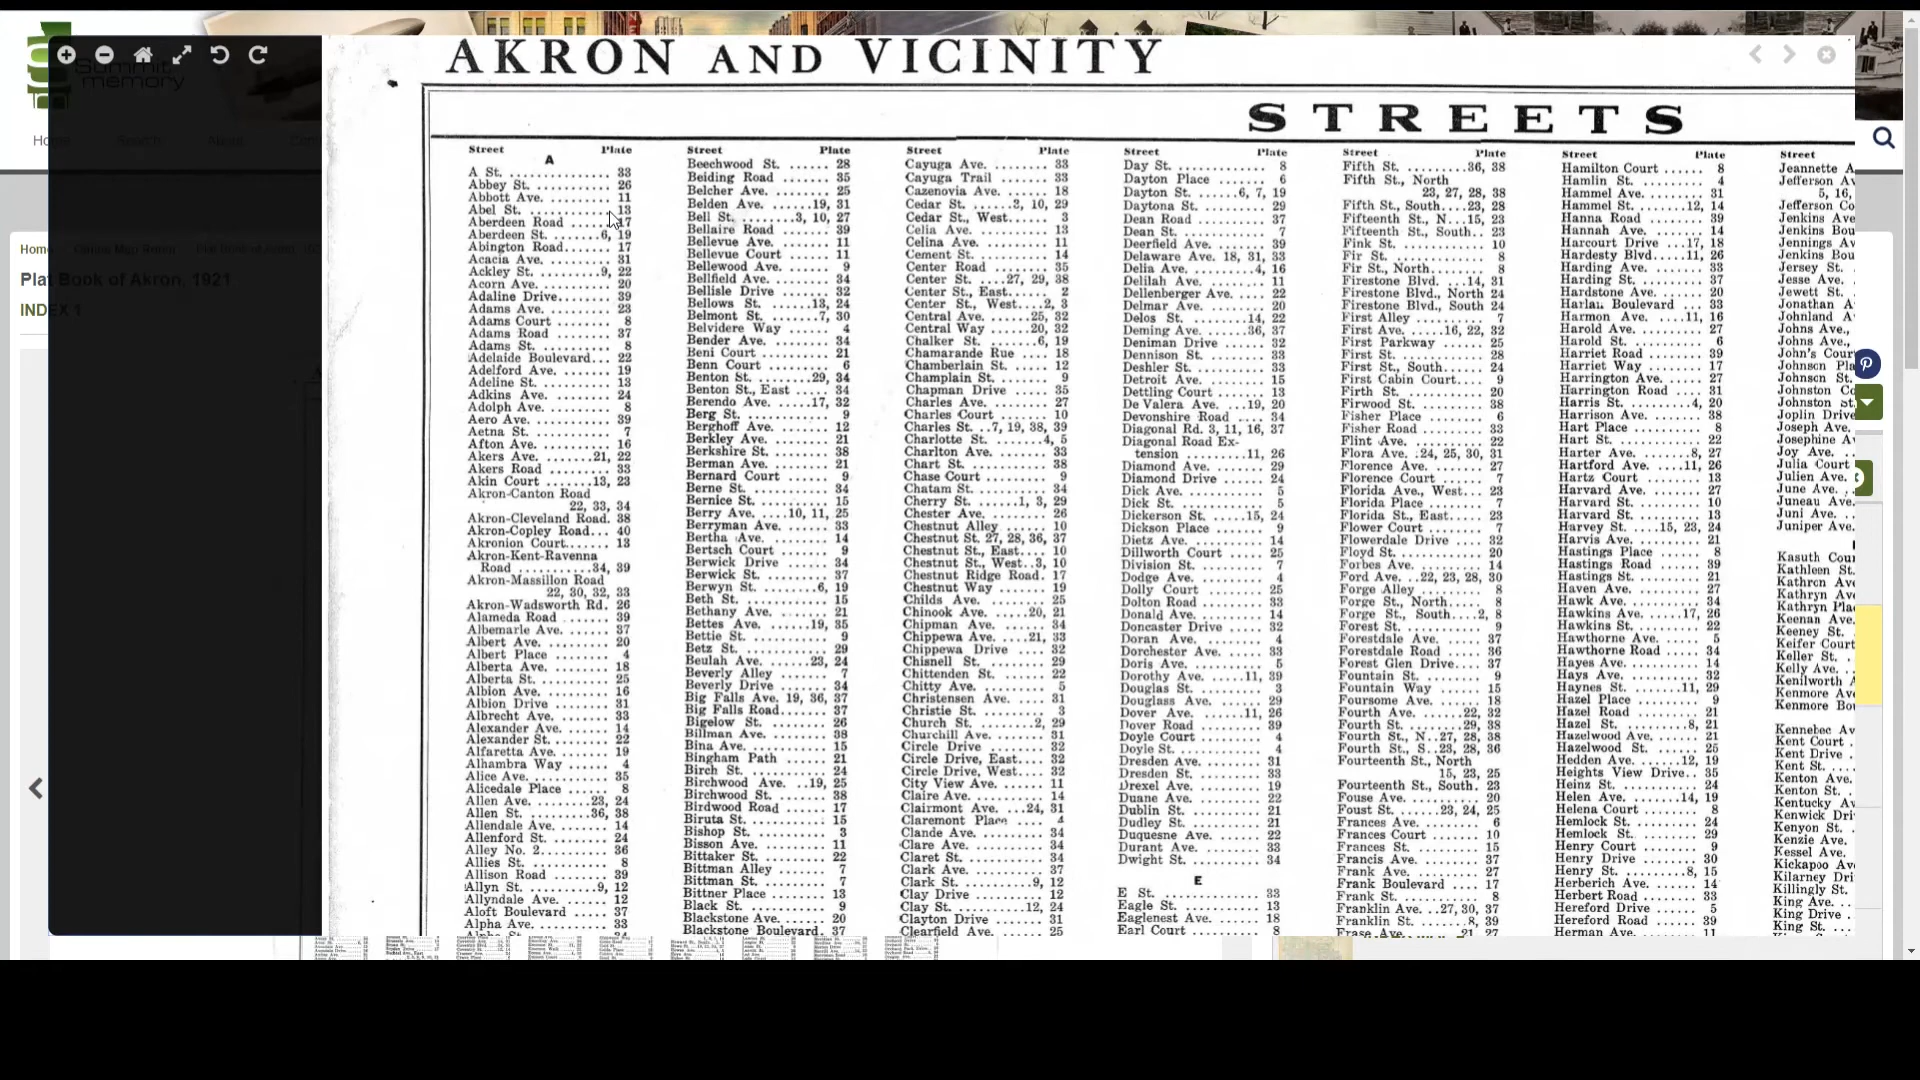 Summit
memory
Home
Search
About
Plat Book of Akron, 1921
INDEX 1
AKRON AND VICINITY
STREETS
Street Plate
A
A St. 33
Abbey St. 26
Abbott Ave. 11
Abel St. 13
Aberdeen Road 17
Aberdeen St. 6, 19
Abington Road 17
Acacia Ave. 31
Ackley St. 9, 22
Acorn Ave. 20
Adaline Drive 39
Adams Ave. 23
Adams Court 8
Adams Road 37
Adams St. 8
Adelaide Boulevard 22
Adelford Ave. 19
Adeline St. 13
Adkins Ave. 24
Adolph Ave. 8
Aero Ave. 39
Aetna St. 7
Afton Ave. 16
Akers Ave. 21, 22
Akers Road 33
Akin Court 13, 23
Akron-Canton Road
22, 33, 34
Akron-Cleveland Road. 38
Akron-Copley Road 40
Akronion Court 13
Akron-Kent-Ravenna
Road 34, 39
Akron-Massillon Road
22, 30, 32, 33
Akron-Wadsworth Rd. 26
Alameda Road 39
Albemarle Ave. 37
Albert Ave. 20
Albert Place 4
Alberta Ave. 18
Alberta St. 25
Albion Ave. 16
Albion Drive 31
Albrecht Ave. 33
Alexander Ave. 14
Alexander St. 22
Alfaretta Ave. 19
Alhambra Way 4
Alice Ave. 35
Alicedale Place 8
Allen Ave. 23, 24
Allen St. 36, 38
Allendale Ave. 14
Allenford St. 24
Alley No. 2 36
Allies St. 8
Allison Road 39
Allyn St. 9, 12
Allyndale Ave. 12
Aloft Boulevard 37
Alpha Ave. 33
Street Plate
Beechwood St. 28
Beiding Road 35
Belcher Ave. 25
Belden Ave. 19, 31
Bell St. 3, 10, 27
Bellaire Road 39
Bellevue Ave. 11
Bellevue Court 11
Bellewood Ave. 9
Bellfield Ave. 34
Bellisle Drive 32
Bellows St. 13, 24
Belmont St. 7, 30
Belvidere Way 4
Bender Ave. 34
Beni Court 21
Benn Court 6
Benton St. 29, 34
Benton St., East 34
Berendo Ave. 17, 32
Berg St. 9
Berghoff Ave. 12
Berkley Ave. 21
Berkshire St. 38
Berman Ave. 21
Bernard Court 9
Berne St. 34
Bernice St. 15
Berry Ave. 10, 11, 25
Berryman Ave. 33
Bertha Ave. 14
Bertsch Court 9
Berwick Drive 34
Berwick St. 37
Berwyn St. 6, 19
Beth St. 15
Bethany Ave. 21
Bettes Ave. 19, 35
Bettie St. 9
Betz St. 29
Beulah Ave. 23, 24
Beverly Alley 7
Beverly Drive 34
Big Falls Ave. 19, 36, 37
Big Falls Road 37
Bigelow St. 26
Billman Ave. 38
Bina Ave. 15
Bingham Path 21
Birch St. 24
Birchwood Ave. 19, 25
Birchwood St. 38
Birdwood Road 17
Biruta St. 15
Bishop St. 3
Bisson Ave. 11
Bittaker St. 22
Bittman Alley 7
Bittman St. 7
Bittner Place 13
Black St. 9
Blackstone Ave. 20
Blackstone Boulevard. 37
Street Plate
Cayuga Ave. 33
Cayuga Trail 33
Cazenovia Ave. 18
Cedar St. 3, 10, 29
Cedar St., West 3
Celia Ave. 13
Celina Ave. 11
Cement St. 14
Center Road 35
Center St. 27, 29, 38
Center St., East 2
Center St., West 2, 3
Central Ave. 25, 32
Central Way 20, 32
Chalker St. 6, 19
Chamarande Rue 18
Chamberlain St. 12
Champlain St. 9
Chapman Drive 35
Charles Ave. 27
Charles Court 10
Charles St. 7, 19, 38, 39
Charlotte St. 4, 5
Charlton Ave. 33
Chart St. 38
Chase Court 9
Chatam St. 34
Cherry St. 1, 3, 29
Chester Ave. 26
Chestnut Alley 10
Chestnut St. 27, 28, 36, 37
Chestnut St., East 10
Chestnut St., West 3, 10
Chestnut Ridge Road. 17
Chestnut Way 19
Childs Ave. 25
Chinook Ave. 20, 21
Chipman Ave. 34
Chippewa Ave. 21, 33
Chippewa Drive 32
Chisnell St. 29
Chittenden St. 22
Chitty Ave. 5
Christensen Ave. 31
Christie St. 3
Church St. 2, 29
Churchill Ave. 31
Circle Drive 32
Circle Drive, East 32
Circle Drive, West 32
City View Ave. 11
Claire Ave. 14
Clairmont Ave. 24, 31
Claremont Place 4
Clande Ave. 34
Clare Ave. 34
Claret St. 34
Clark Ave. 37
Clark St. 9, 12
Clay Drive 12
Clay St. 12, 24
Clayton Drive 31
Clearfield Ave. 25
Street Plate
Day St. 8
Dayton Place 6
Dayton St. 6, 7, 19
Daytona St. 29
Dean Road 37
Dean St. 7
Deerfield Ave. 39
Delaware Ave. 18, 31, 33
Delia Ave. 4, 16
Delilah Ave. 11
Dellenberger Ave. 22
Delmar Ave. 20
Delos St. 14, 22
Deming Ave. 36, 37
Deniman Drive 32
Dennison St. 33
Deshler St. 33
Detroit Ave. 15
Dettling Court 13
De Valera Ave. 19, 20
Devonshire Road 34
Diagonal Rd. 3, 11, 16, 37
Diagonal Road Ex-
tension 11, 26
Diamond Ave. 29
Diamond Drive 24
Dick Ave. 5
Dick St. 5
Dickerson St. 15, 24
Dickson Place 9
Dietz Ave. 14
Dillworth Court 25
Division St. 7
Dodge Ave. 4
Dolly Court 25
Dolton Road 33
Donald Ave. 14
Doncaster Drive 32
Doran Ave. 4
Dorchester Ave. 33
Doris Ave. 5
Dorothy Ave. 11, 39
Douglas St. 3
Douglass Ave. 29
Dover Ave. 11, 26
Dover Road 39
Doyle Court 4
Doyle St. 4
Dresden Ave. 31
Dresden St. 33
Drexel Ave. 19
Duane Ave. 22
Dublin St. 21
Dudley St. 21
Duquesne Ave. 22
Durant Ave. 33
Dwight St. 34
E
E St. 33
Eagle St. 13
Eaglenest Ave. 18
Earl Court 8
Street Plate
Fifth St. 36, 38
Fifth St., North
23, 27, 28, 38
Fifth St., South 23, 28
Fifteenth St., N. 15, 23
Fifteenth St., South 23
Fink St. 10
Fir St. 8
Fir St., North 8
Firestone Blvd. 14, 31
Firestone Blvd., North 24
Firestone Blvd., South 24
First Alley 7
First Ave. 16, 22, 32
First Parkway 25
First St. 28
First St., South 24
First Cabin Court 9
Firth St. 20
Firwood St. 38
Fisher Place 6
Fisher Road 33
Flint Ave. 22
Flora Ave. 24, 25, 30, 31
Florence Ave. 27
Florence Court 7
Florida Ave., West 23
Florida Place 7
Florida St., East 23
Flower Court 7
Flowerdale Drive 32
Floyd St. 20
Forbes Ave. 14
Ford Ave. 22, 23, 28, 30
Forge Alley 8
Forge St., North 8
Forge St., South 2, 8
Forest St. 9
Forestdale Ave. 37
Forestdale Road 36
Forest Glen Drive 37
Fountain St. 9
Fountain Way 15
Foursome Ave. 18
Fourth Ave. 22, 32
Fourth St. 29, 38
Fourth St., N. 27, 28, 38
Fourth St., S. 23, 28, 36
Fourteenth St., North
15, 23, 25
Fourteenth St., South. 23
Fouse Ave. 20
Foust St. 23, 24, 25
Frances Ave. 6
Frances Court 10
Frances St. 15
Francis Ave. 37
Frank Ave. 27
Frank Boulevard 17
Frank St. 8
Franklin Ave. 27, 30, 37
Franklin St. 8, 39
Frase Ave. 21, 27
Street Plate
Hamilton Court 8
Hamlin St. 4
Hammel Ave. 31
Hammel St. 12, 14
Hanna Road 39
Hannah Ave. 14
Harcourt Drive 17, 18
Hardesty Blvd. 11, 26
Harding Ave. 33
Harding St. 37
Hardstone Ave. 20
Harlan Boulevard 33
Harmon Ave. 11, 16
Harold Ave. 27
Harold St. 6
Harriet Road 39
Harriet Way 17
Harrington Ave. 27
Harrington Road 31
Harris St. 4, 20
Harrison Ave. 38
Hart Place 8
Hart St. 22
Harter Ave. 8, 27
Hartford Ave. 11, 26
Hartz Court 13
Harvard Ave. 27
Harvard St. 13
Harvey St. 15, 23, 24
Harvis Ave. 21
Hastings Place 8
Hastings Road 39
Hastings St. 21
Haven Ave. 27
Hawk Ave. 34
Hawkins Ave. 17, 26
Hawkins St. 22
Hawthorne Ave. 5
Hawthorne Road 34
Hayes Ave. 14
Hays Ave. 32
Haynes St. 11, 29
Hazel Place 9
Hazel Road 21
Hazel St. 8, 21
Hazelwood Ave. 21
Hazelwood St. 25
Hedden Ave. 12, 19
Heights View Drive 35
Heinz St. 24
Helen Ave. 14, 19
Helena Court 8
Hemlock St. 24
Hemlock St. 29
Henry Court 9
Henry Drive 30
Henry St. 8, 15
Herberich Ave. 14
Herbert Road 33
Hereford Drive 5
Hereford Road 39
Herman Ave. 11
Street
Jeannette A
Jefferson Av
5, 16,
Jefferson Co
Jenkins Ave
Jenkins Bou
Jennings Av
Jenkins Bou
Jersey St.
Jesse Ave.
Jewett St.
Jonathan A
Johnland A
Johns Ave.,
John's Cour
Johnson Pla
Johnson St.
Johnston Co
Johnston St
Joplin Drive
Joseph Ave.
Josephine Av
Joy Ave.
Julia Court
Julien Ave.
June Ave.
Juneau Ave.
Juni Ave.
Juniper Ave.
Kasuth Cour
Kathleen St.
Kathron Ave
Kathryn Ave
Kathryn Pla
Keenan Ave.
Keeney St.
Keifer Court
Keller St.
Kelly Ave.
Kenilworth A
Kenmore Ave
Kenmore Bou
Kennebec Av
Kent Court
Kent Drive
Kent St.
Kenton Ave.
Kenton St.
Kentucky Av
Kenwick Driv
Kenyon St.
Kenzie Ave.
Kessel Ave.
Kickapoo Ave
Kilarney Dri
Killingly St.
King Ave.
King Drive
King St.